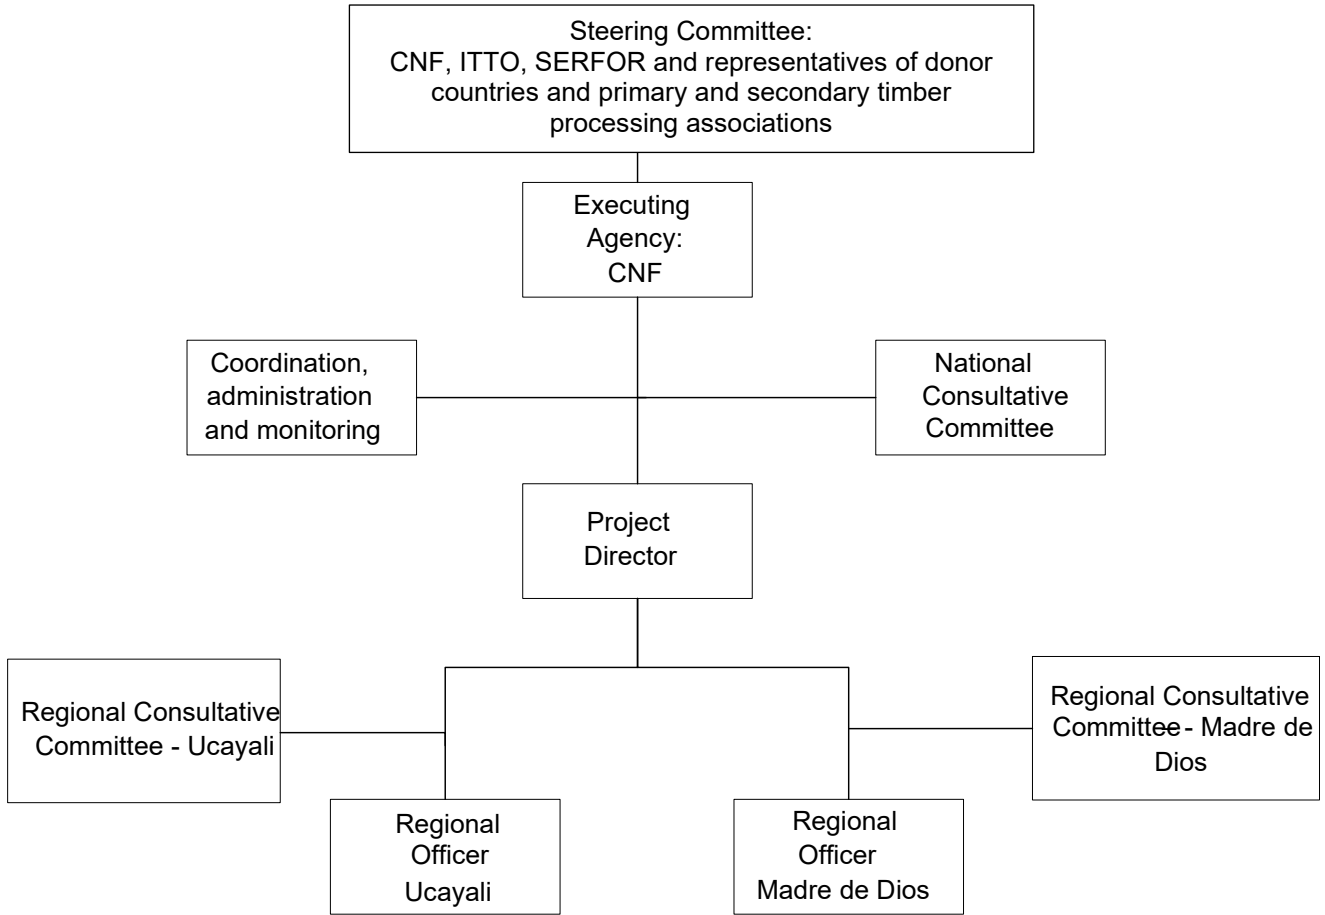 Steering Committee:
CNF, ITTO, SERFOR and representatives of donor
countries and primary and secondary timber
processing associations
Executing
Agency:
CNF
Coordination,
administration
and monitoring
National
Consultative
Committee
Project
Director
Regional Consultative
Committee - Ucayali
Regional Consultative
Committee - Madre de
Dios
Regional
Officer
Ucayali
Regional
Officer
Madre de Dios